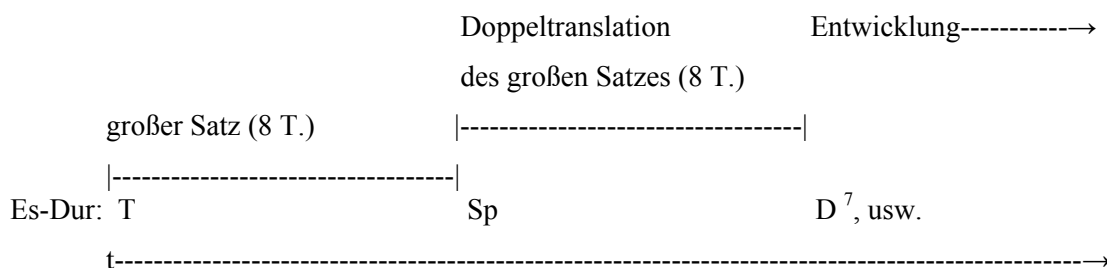 Doppeltranslation Entwicklung-----------→
des großen Satzes (8 T.)
großer Satz (8 T.) |-----------------------------------|
|-----------------------------------|
Es-Dur: T Sp D ⁷, usw.
t----------------------------------------------------------------------------------------------------→